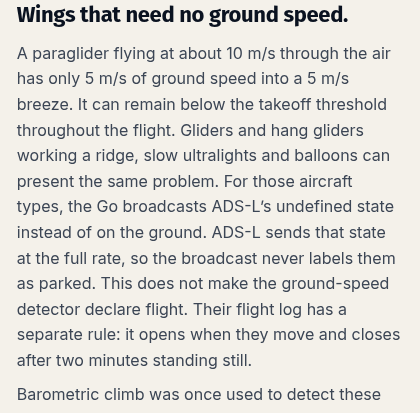 Wings that need no ground speed.
A paraglider flying at about 10 m/s through the air
has only 5 m/s of ground speed into a 5 m/s
breeze. It can remain below the takeoff threshold
throughout the flight. Gliders and hang gliders
working a ridge, slow ultralights and balloons can
present the same problem. For those aircraft
types, the Go broadcasts ADS-L’s undefined state
instead of on the ground. ADS-L sends that state
at the full rate, so the broadcast never labels them
as parked. This does not make the ground-speed
detector declare flight. Their flight log has a
separate rule: it opens when they move and closes
after two minutes standing still.
Barometric climb was once used to detect these